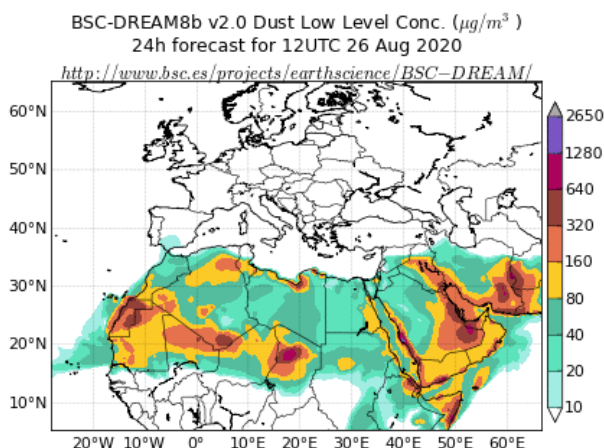 BSC-DREAM8b v2.0 Dust Low Level Conc. (μg/m³ )
24h forecast for 12UTC 26 Aug 2020
http://www.bsc.es/projects/earthscience/BSC−DREAM/
60°N
50°N
40°N
30°N
20°N
10°N
20°W 10°W 0° 10°E 20°E 30°E 40°E 50°E 60°E
2650
1280
640
320
160
80
40
20
10